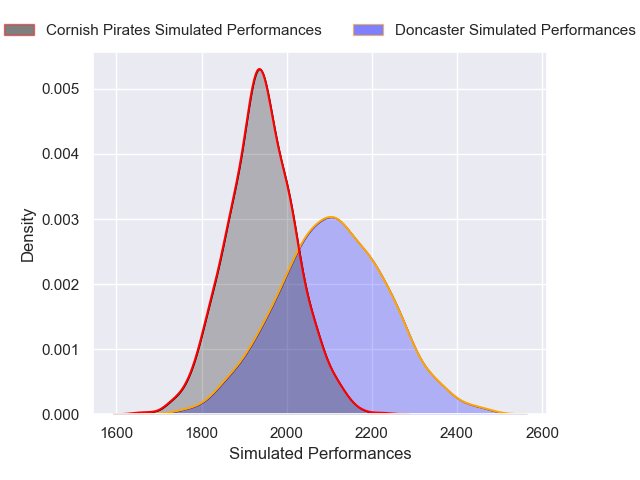 Cornish Pirates Simulated Performances
Doncaster Simulated Performances
0.005
0.004
0.003
0.002
0.001
0.000
Density
1600 1800 2000 2200 2400 2600
Simulated Performances